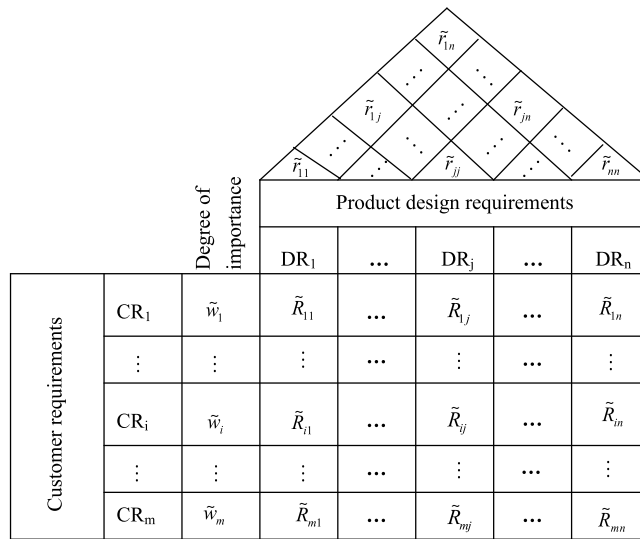 r̃₁ₙ
⋰ ⋱
r̃₁ⱼ ⋮ r̃ⱼₙ
⋰ ⋱ ⋰ ⋱
r̃₁₁ ⋰ r̃ⱼⱼ ⋱ r̃ₙₙ
Product design requirements
Degree of
importance
DR₁ ... DRⱼ ... DRₙ
Customer requirements
CR₁ w̃₁ R̃₁₁ ... R̃₁ⱼ ... R̃₁ₙ
⋮ ⋮ ⋮ ... ⋮ ... ⋮
CRᵢ w̃ᵢ R̃ᵢ₁ ... R̃ᵢⱼ ... R̃ᵢₙ
⋮ ⋮ ⋮ ... ⋮ ... ⋮
CRₘ w̃ₘ R̃ₘ₁ ... R̃ₘⱼ ... R̃ₘₙ